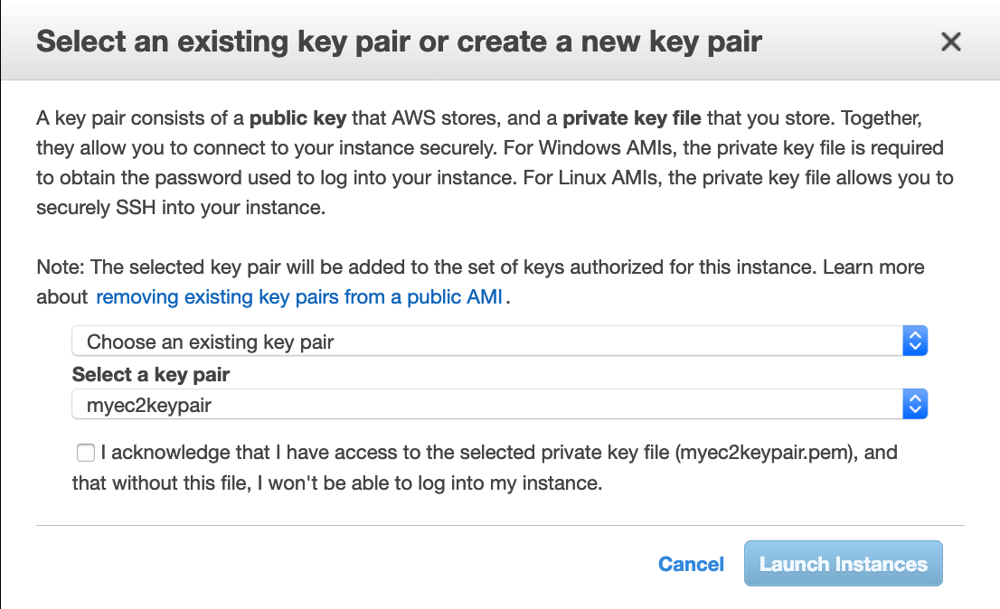 Select an existing key pair or create a new key pair
A key pair consists of a public key that AWS stores, and a private key file that you store. Together,
they allow you to connect to your instance securely. For Windows AMIs, the private key file is required
to obtain the password used to log into your instance. For Linux AMIs, the private key file allows you to
securely SSH into your instance.
Note: The selected key pair will be added to the set of keys authorized for this instance. Learn more
about removing existing key pairs from a public AMI.
Choose an existing key pair
Select a key pair
myec2keypair
I acknowledge that I have access to the selected private key file (myec2keypair.pem), and
that without this file, I won't be able to log into my instance.
Cancel Launch Instances